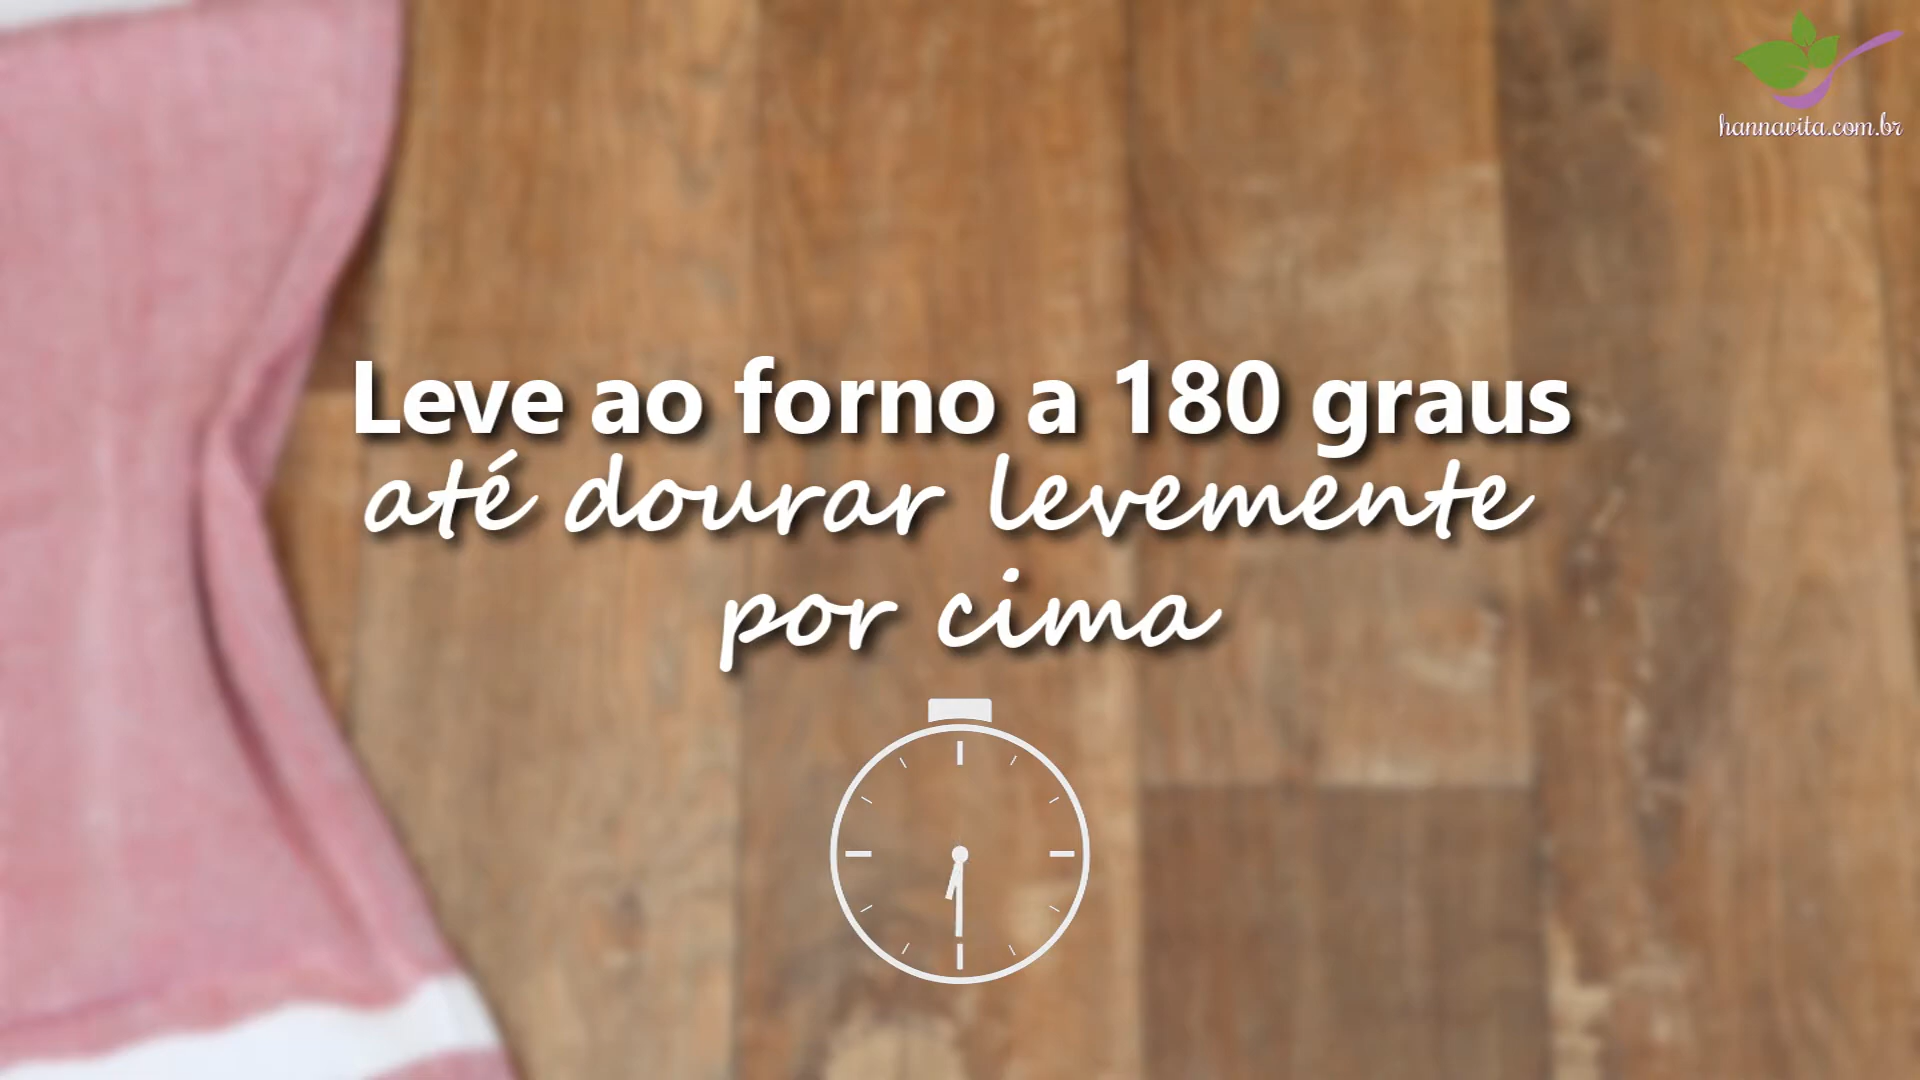 hannavita.com.br
Leve ao forno a 180 graus
até dourar levemente
por cima